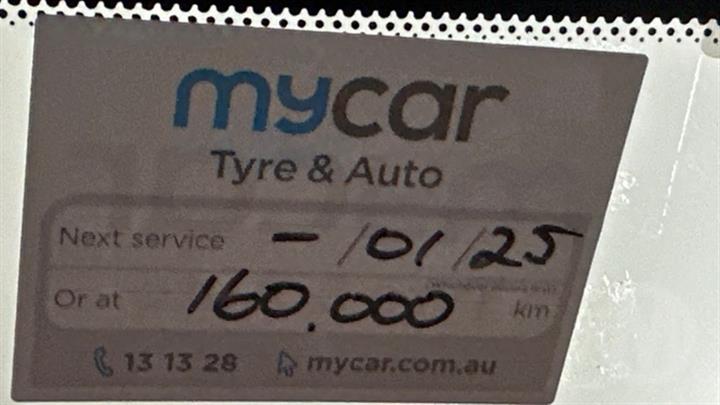 mycar
Tyre & Auto
Next service - /01/25
Or at 160.000 km
13 13 28 mycar.com.au